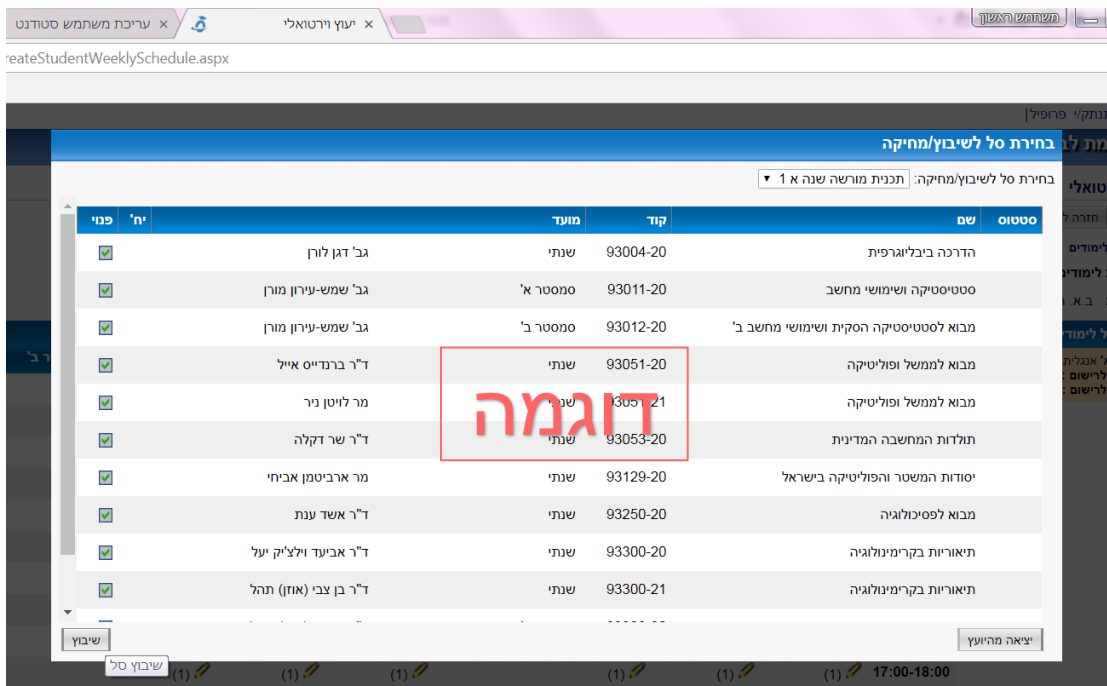 עריכת משתמש סטודנט × יעוץ וירטואלי × משתמש ראשון
reateStudentWeeklySchedule.aspx
פרופיל|
בחירת סל לשיבוץ/מחיקה
בחירת סל לשיבוץ/מחיקה: תכנית מורשה שנה א 1
סטטוס שם קוד מועד יח' פנוי
הדרכה ביבליוגרפית 93004-20 שנתי גב' דגן לורן
סטטיסטיקה ושימושי מחשב 93011-20 סמסטר א' גב' שמש-עירון מורן
מבוא לסטטיסטיקה הסקית ושימושי מחשב ב' 93012-20 סמסטר ב' גב' שמש-עירון מורן
מבוא לממשל ופוליטיקה 93051-20 שנתי ד"ר ברנדייס אייל
מבוא לממשל ופוליטיקה 93051-21 שנתי מר לויטן ניר
דוגמה
תולדות המחשבה המדינית 93053-20 שנתי ד"ר שר דקלה
יסודות המשטר והפוליטיקה בישראל 93129-20 שנתי מר ארביטמן אביחי
מבוא לפסיכולוגיה 93250-20 שנתי ד"ר אשד ענת
תיאוריות בקרימינולוגיה 93300-20 שנתי ד"ר אביעד וילצ'יק יעל
תיאוריות בקרימינולוגיה 93300-21 שנתי ד"ר בן צבי (אוזן) תהל
יציאה מהיועץ שיבוץ
שיבוץ סל
17:00-18:00 (1) (1) (1) (1) (1) (1)